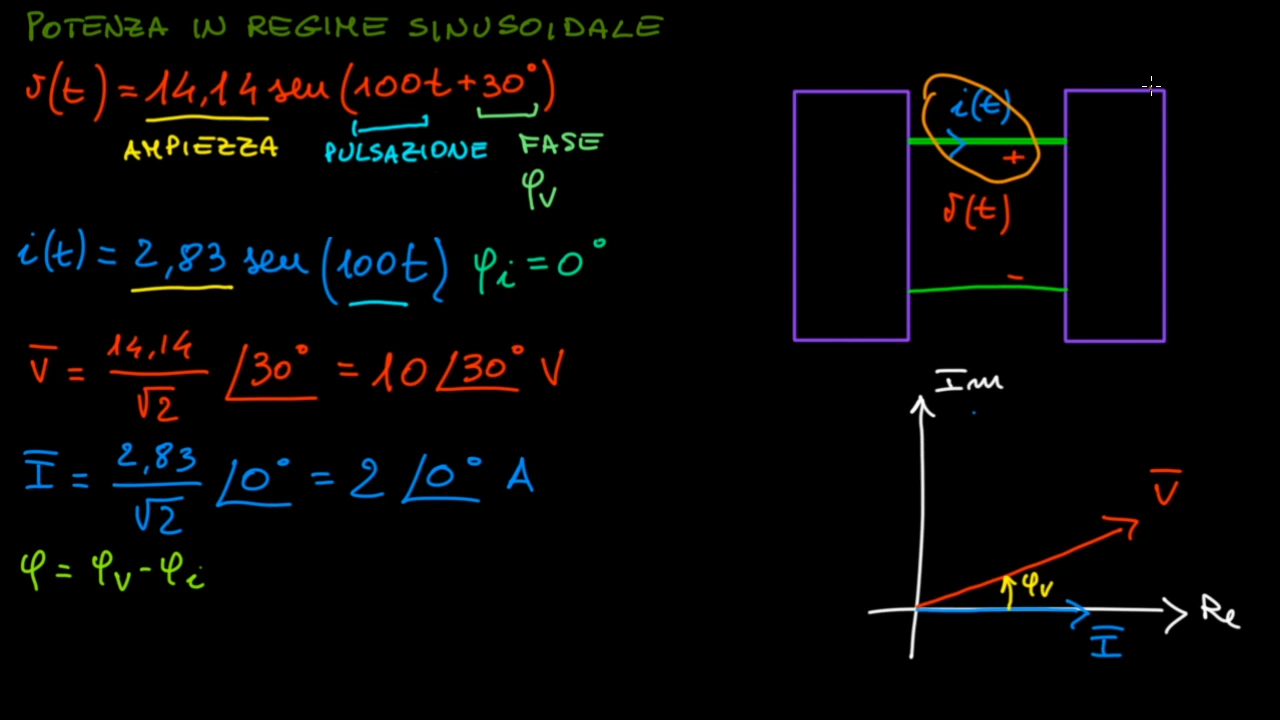 POTENZA IN REGIME SINUSOIDALE
v(t) = 14,14 sen (100t + 30°)
AMPIEZZA PULSAZIONE FASE
φv
i(t) = 2,83 sen (100t) φi = 0°
V̅ = 14,14/√2 ∠30° = 10 ∠30° V
I̅ = 2,83/√2 ∠0° = 2 ∠0° A
φ = φv - φi
i(t)
+
v(t)
-
Im
V̅
φv
Re
I̅